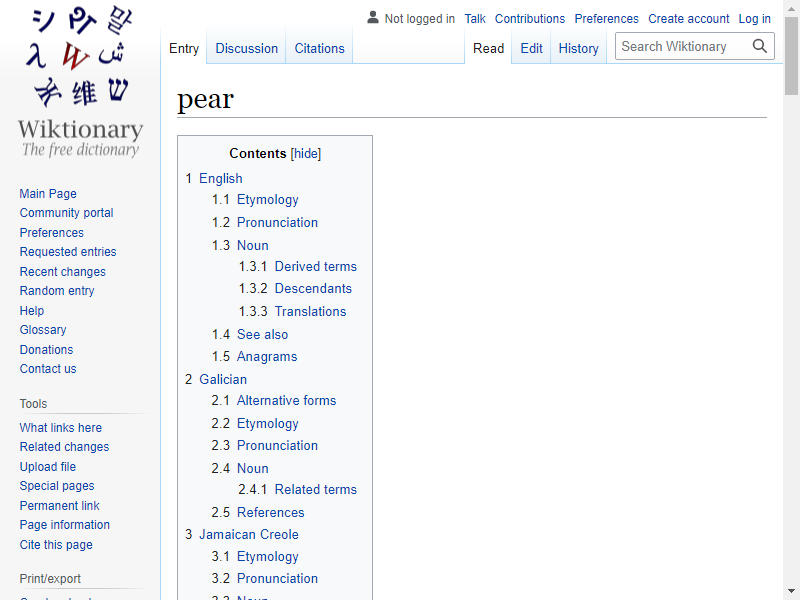 Not logged in Talk Contributions Preferences Create account Log in
Entry Discussion Citations Read Edit History Search Wiktionary
シ
말
λ
W
ش
维
ש
Wiktionary
The free dictionary
Main Page
Community portal
Preferences
Requested entries
Recent changes
Random entry
Help
Glossary
Donations
Contact us
Tools
What links here
Related changes
Upload file
Special pages
Permanent link
Page information
Cite this page
Print/export
pear
Contents [hide]
1 English
1.1 Etymology
1.2 Pronunciation
1.3 Noun
1.3.1 Derived terms
1.3.2 Descendants
1.3.3 Translations
1.4 See also
1.5 Anagrams
2 Galician
2.1 Alternative forms
2.2 Etymology
2.3 Pronunciation
2.4 Noun
2.4.1 Related terms
2.5 References
3 Jamaican Creole
3.1 Etymology
3.2 Pronunciation
3.3 Noun